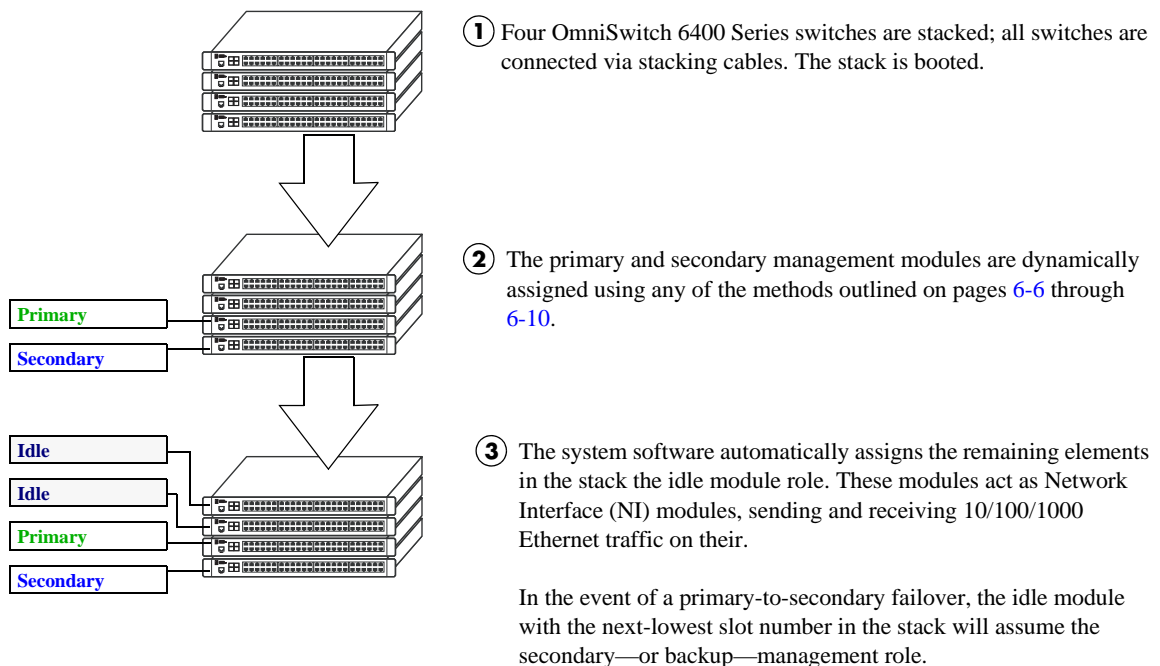 1 Four OmniSwitch 6400 Series switches are stacked; all switches are
connected via stacking cables. The stack is booted.
2 The primary and secondary management modules are dynamically
assigned using any of the methods outlined on pages 6-6 through
6-10.
Primary
Secondary
Idle
Idle
Primary
Secondary
3 The system software automatically assigns the remaining elements
in the stack the idle module role. These modules act as Network
Interface (NI) modules, sending and receiving 10/100/1000
Ethernet traffic on their.
In the event of a primary-to-secondary failover, the idle module
with the next-lowest slot number in the stack will assume the
secondary—or backup—management role.